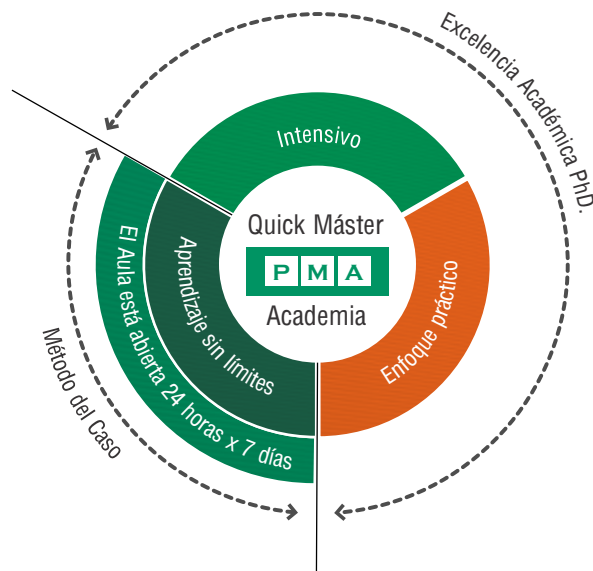 Excelencia Académica PhD.
Intensivo
Quick Máster
PMA
Academia
Enfoque práctico
Aprendizaje sin límites
El Aula está abierta 24 horas x 7 días
Método del Caso